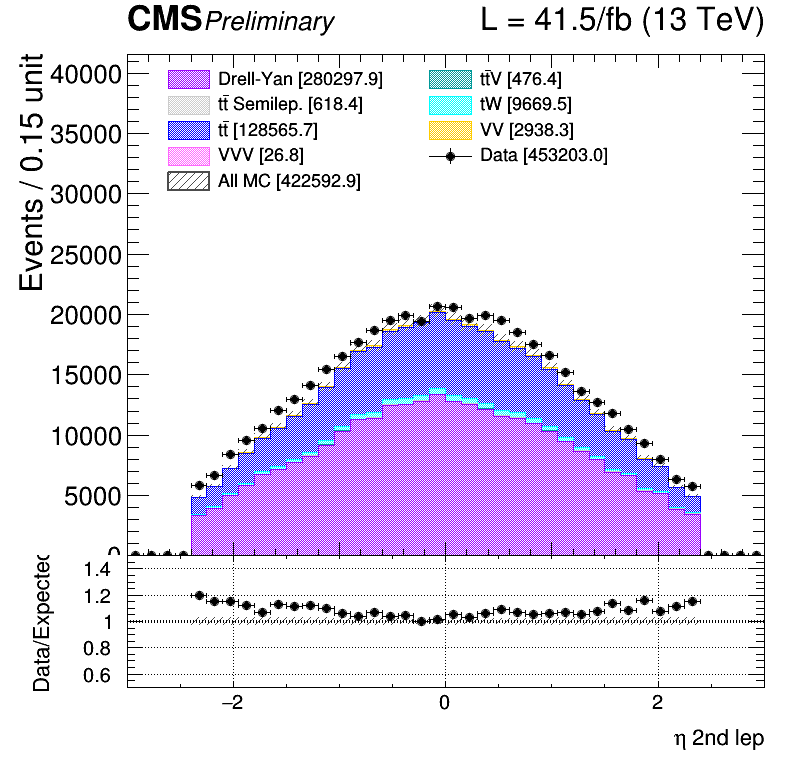 CMS Preliminary L = 41.5/fb (13 TeV)
Events / 0.15 unit
40000
35000
30000
25000
20000
15000
10000
5000
0
Drell-Yan [280297.9]
tt̄ Semilep. [618.4]
tt̄ [128565.7]
VVV [26.8]
All MC [422592.9]
tt̄V [476.4]
tW [9669.5]
VV [2938.3]
Data [453203.0]
Data/Expected
1.4
1.2
1
0.8
0.6
−2 0 2
η 2nd lep